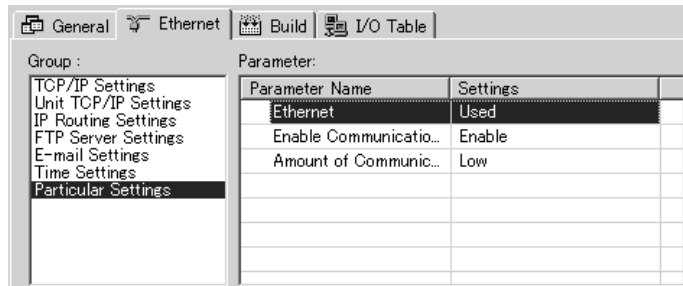 General Ethernet Build I/O Table
Group :
TCP/IP Settings
Unit TCP/IP Settings
IP Routing Settings
FTP Server Settings
E-mail Settings
Time Settings
Particular Settings
Parameter:
Parameter Name Settings
Ethernet Used
Enable Communicatio... Enable
Amount of Communic... Low